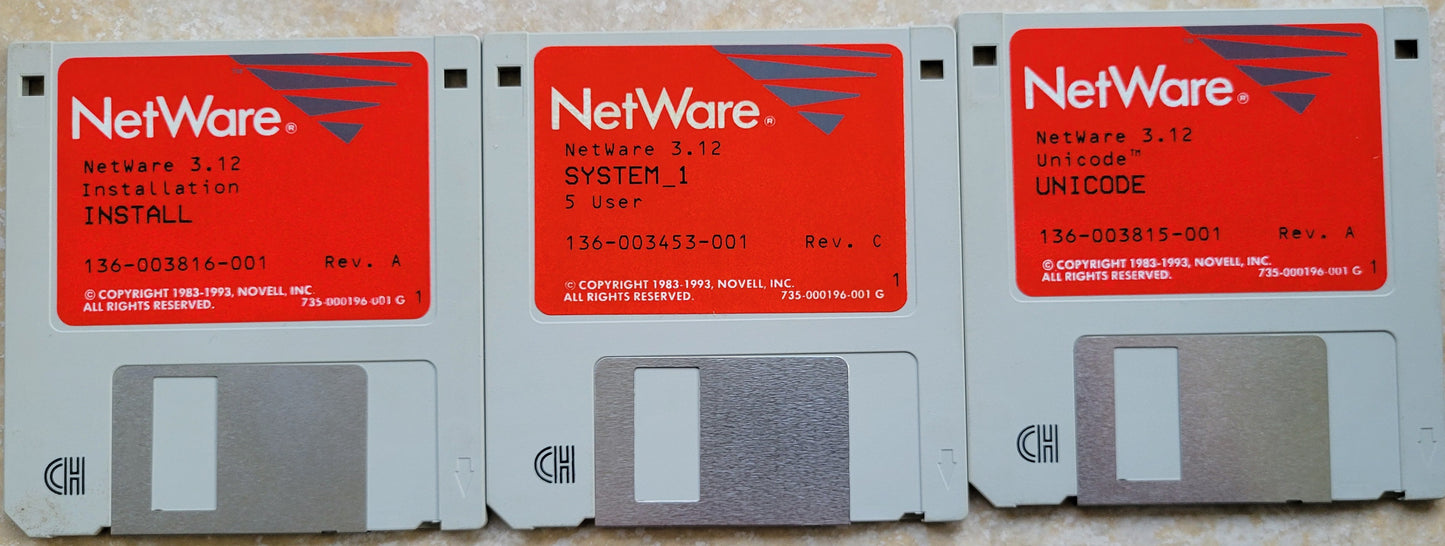 NetWare®
NetWare 3.12
Installation
INSTALL
136-003816-001 Rev. A
© COPYRIGHT 1983-1993, NOVELL, INC.
ALL RIGHTS RESERVED. 735-000196-001 G 1
CH
NetWare®
NetWare 3.12
SYSTEM_1
5 User
136-003453-001 Rev. C
© COPYRIGHT 1983-1993, NOVELL, INC.
ALL RIGHTS RESERVED. 735-000196-001 G 1
CH
NetWare®
NetWare 3.12
Unicode™
UNICODE
136-003815-001 Rev. A
© COPYRIGHT 1983-1993, NOVELL, INC.
ALL RIGHTS RESERVED. 735-000196-001 G 1
CH